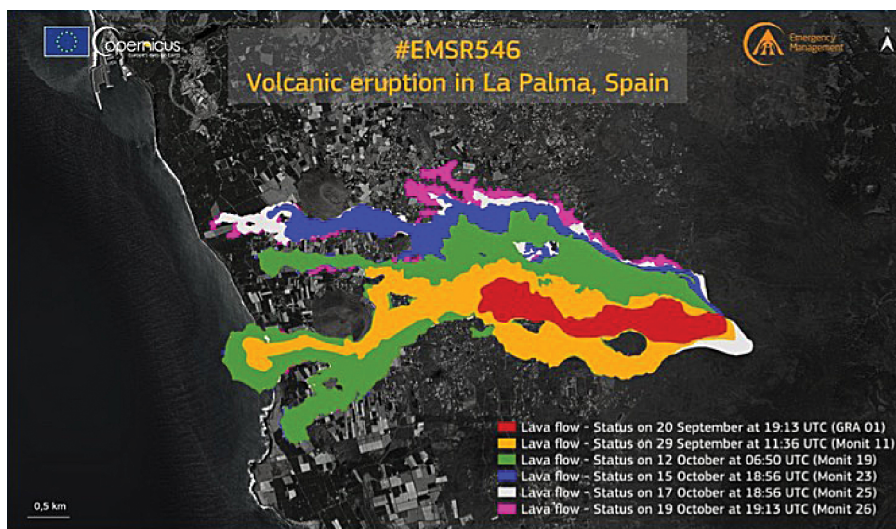 Copernicus
#EMSR546
Volcanic eruption in La Palma, Spain
Emergency
Management
N
Lava flow - Status on 20 September at 19:13 UTC (GRA 01)
Lava flow - Status on 29 September at 11:36 UTC (Monit 11)
Lava flow - Status on 12 October at 06:50 UTC (Monit 19)
Lava flow - Status on 15 October at 18:56 UTC (Monit 23)
Lava flow - Status on 17 October at 18:56 UTC (Monit 25)
Lava flow - Status on 19 October at 19:13 UTC (Monit 26)
0,5 km